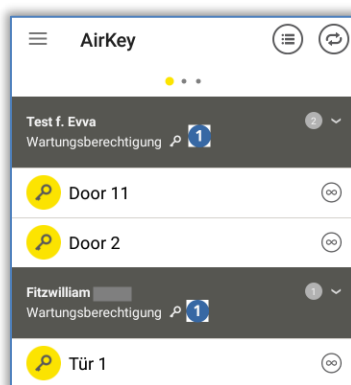 AirKey
Test f. Evva 2
Wartungsberechtigung 1
Door 11
Door 2
Fitzwilliam 1
Wartungsberechtigung 1
Tür 1